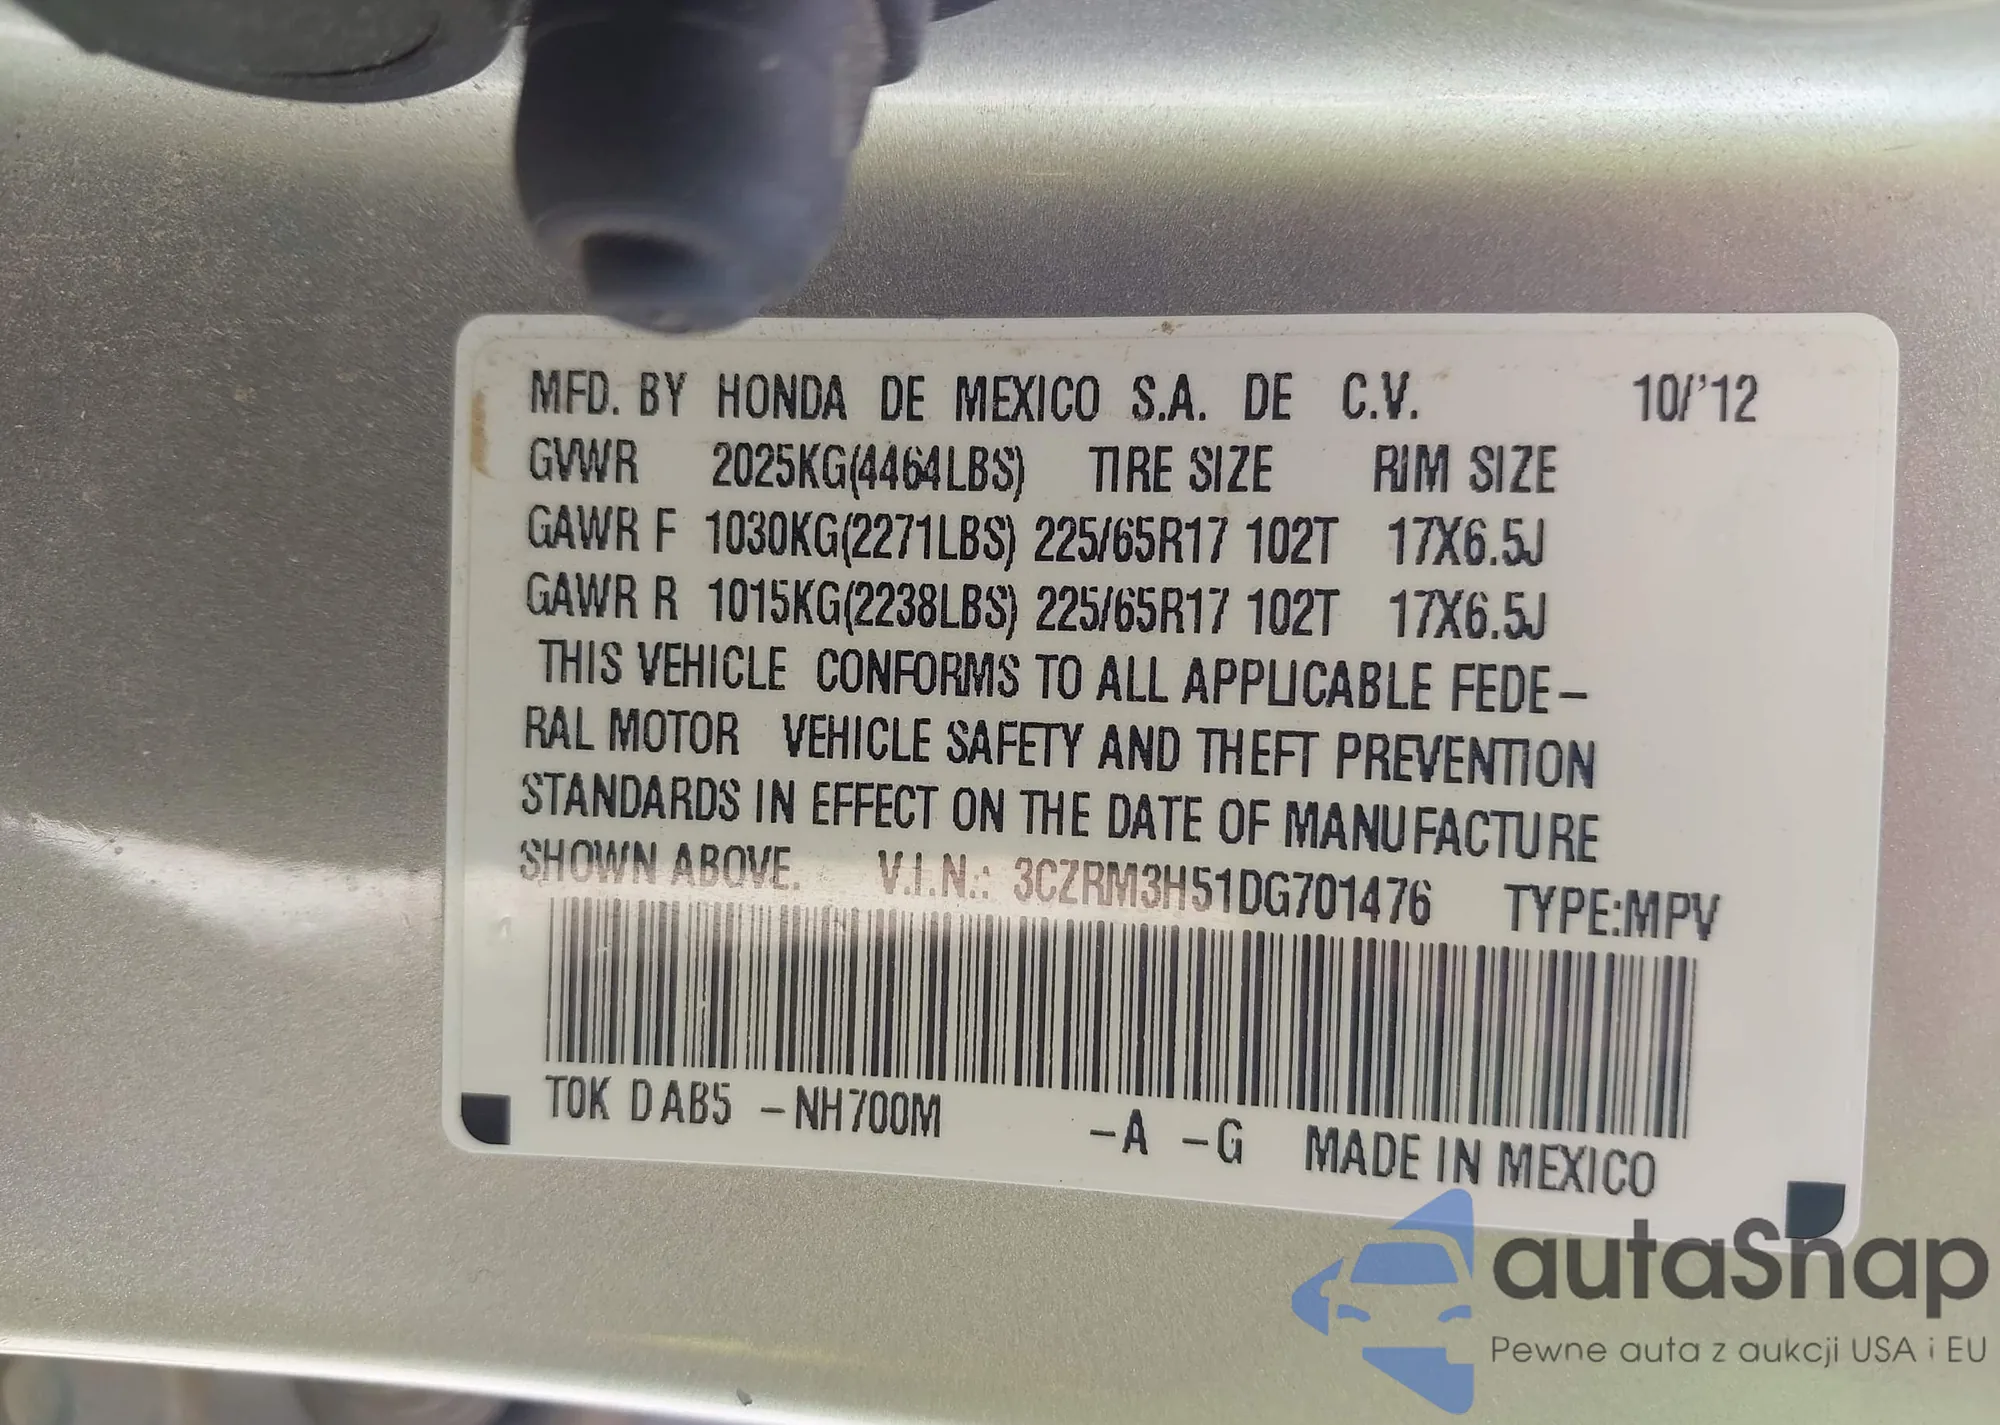 MFD. BY HONDA DE MEXICO S.A. DE C.V. 10/'12
GVWR 2025KG(4464LBS) TIRE SIZE RIM SIZE
GAWR F 1030KG(2271LBS) 225/65R17 102T 17X6.5J
GAWR R 1015KG(2238LBS) 225/65R17 102T 17X6.5J
THIS VEHICLE CONFORMS TO ALL APPLICABLE FEDE-
RAL MOTOR VEHICLE SAFETY AND THEFT PREVENTION
STANDARDS IN EFFECT ON THE DATE OF MANUFACTURE
SHOWN ABOVE. V.I.N.: 3CZRM3H51DG701476 TYPE:MPV
T0K D AB5 -NH700M -A -G MADE IN MEXICO
autaSnap
Pewne auta z aukcji USA i EU